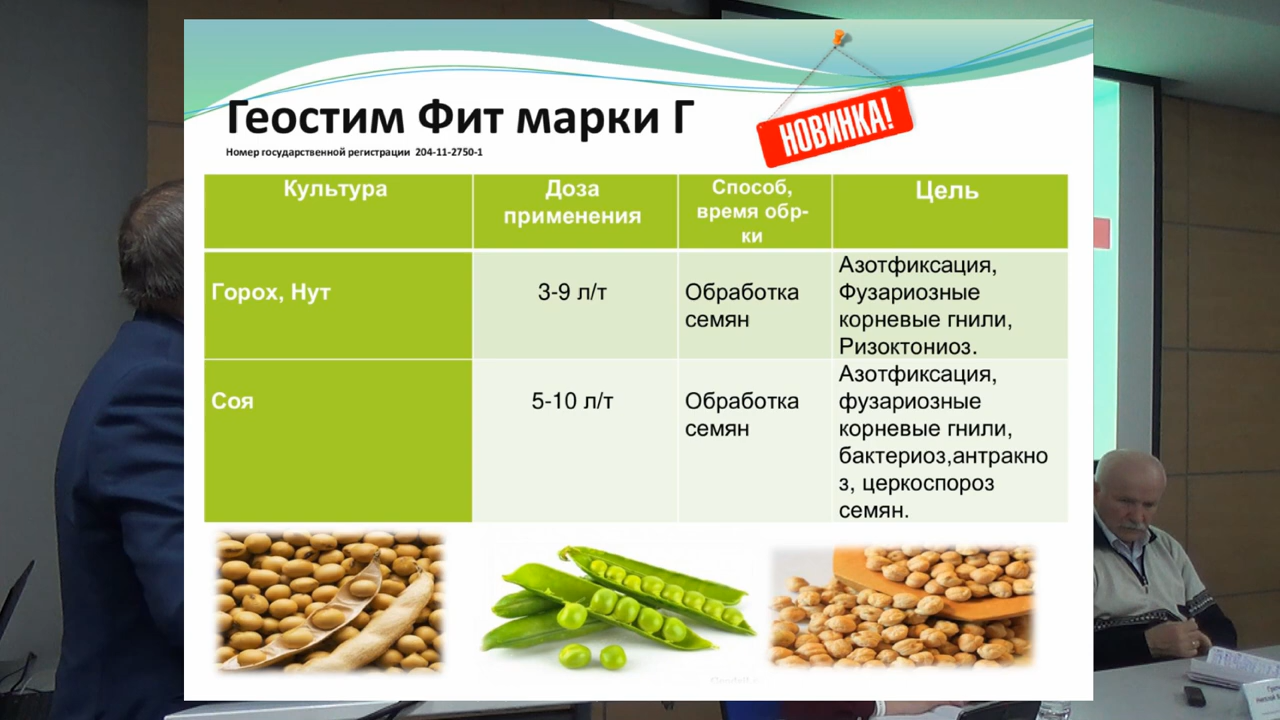 Геостим Фит марки Г
НОВИНКА!
Номер государственной регистрации 204-11-2750-1
Культура
Доза
применения
Способ,
время обр-
ки
Цель
Горох, Нут
3-9 л/т
Обработка
семян
Азотфиксация,
Фузариозные
корневые гнили,
Ризоктониоз.
Соя
5-10 л/т
Обработка
семян
Азотфиксация,
фузариозные
корневые гнили,
бактериоз,антракно
з, церкоспороз
семян.